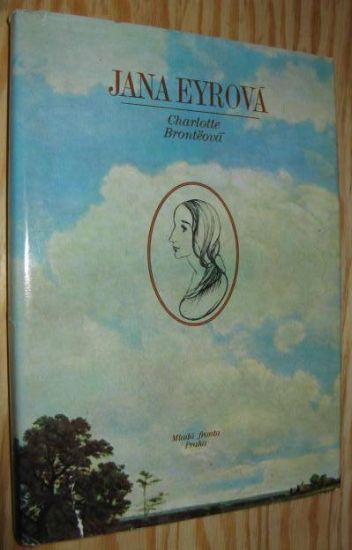 JANA EYROVÁ
Charlotte
Brontëová
Mladá fronta
Praha